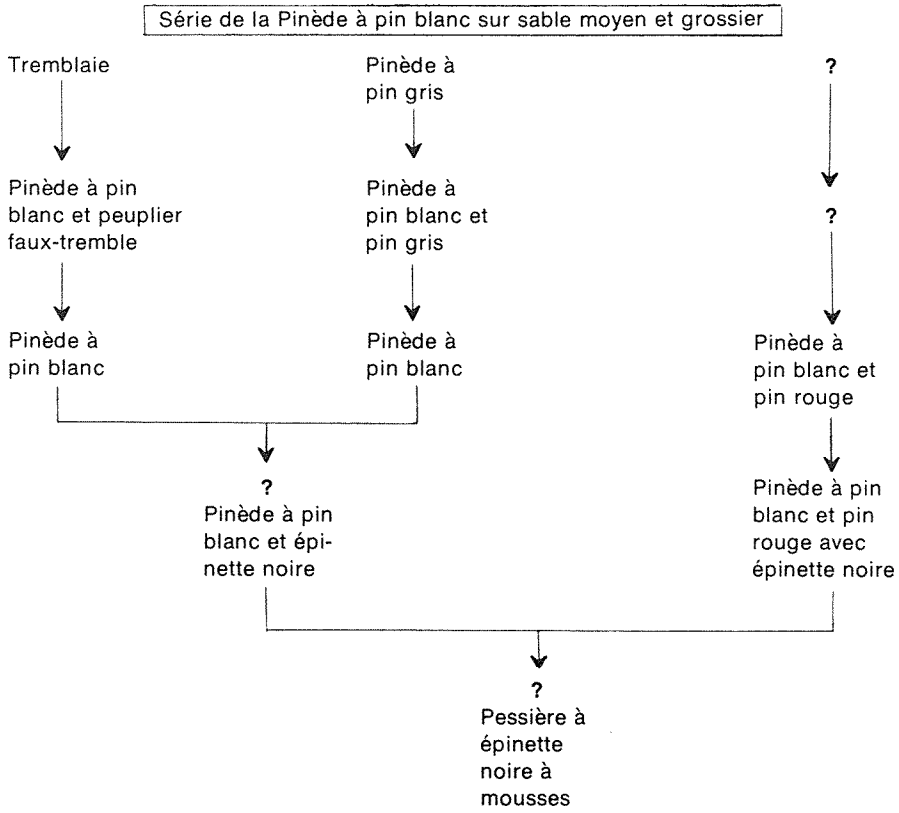 Série de la Pinède à pin blanc sur sable moyen et grossier
Tremblaie
Pinède à
pin gris
?
Pinède à pin
blanc et peuplier
faux-tremble
Pinède à
pin blanc et
pin gris
?
Pinède à
pin blanc
Pinède à
pin blanc
Pinède à
pin blanc et
pin rouge
?
Pinède à pin
blanc et épi-
nette noire
Pinède à pin
blanc et pin
rouge avec
épinette noire
?
Pessière à
épinette
noire à
mousses